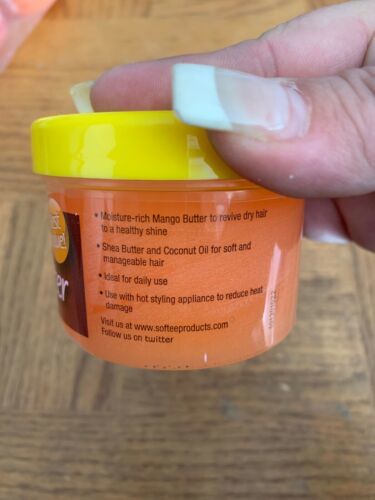 • Moisture-rich Mango Butter to revive dry hair
to a healthy shine
• Shea Butter and Coconut Oil for soft and
manageable hair
• Ideal for daily use
• Use with hot styling appliance to reduce heat
damage
Visit us at www.softeeproducts.com
Follow us on twitter